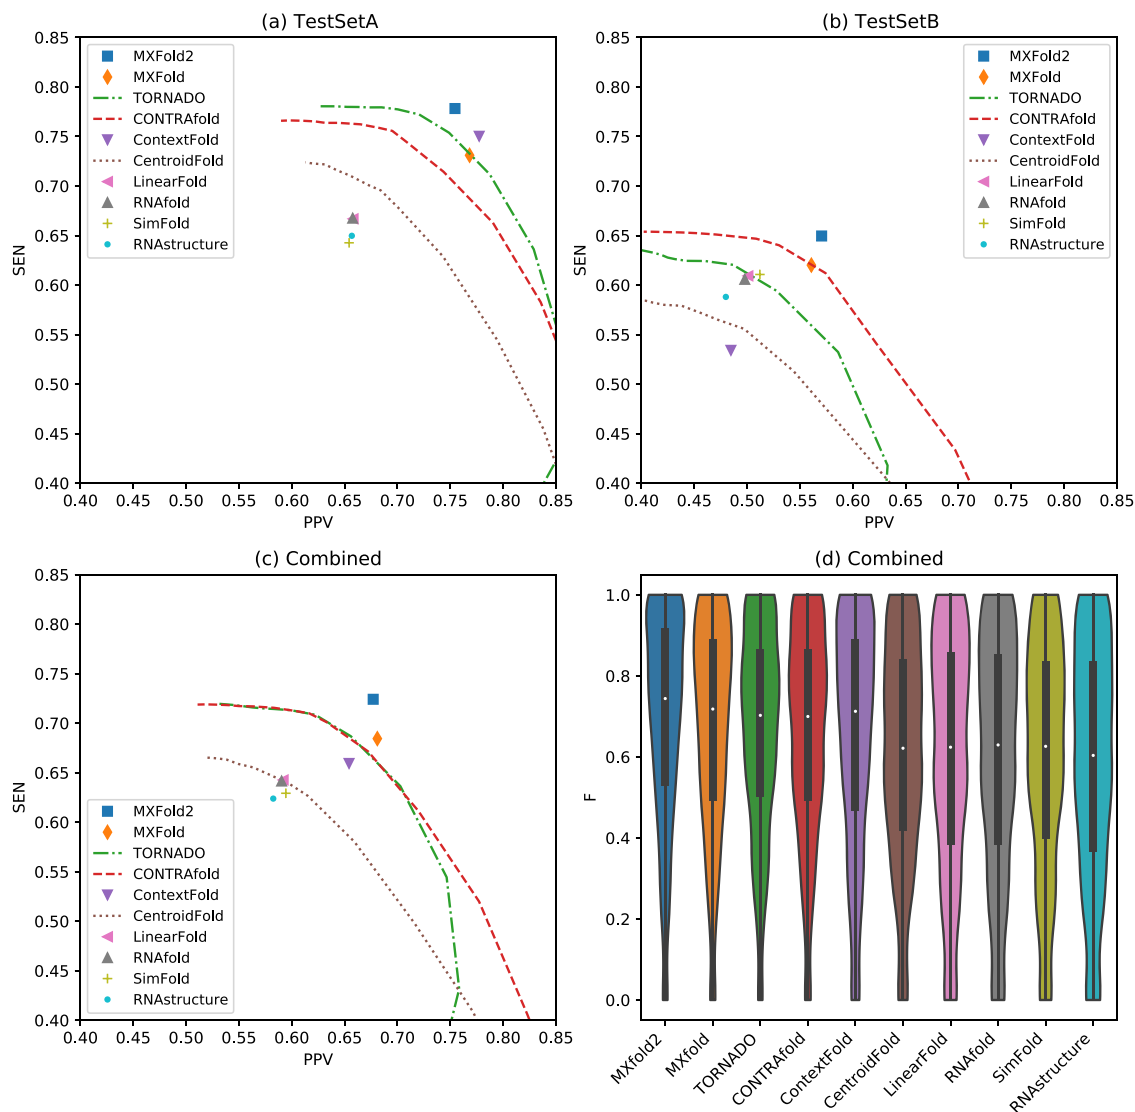 (a) TestSetA
0.85
0.80
0.75
0.70
0.65
0.60
0.55
0.50
0.45
0.40
SEN
MXFold2
MXFold
TORNADO
CONTRAfold
ContextFold
CentroidFold
LinearFold
RNAfold
SimFold
RNAstructure
0.40 0.45 0.50 0.55 0.60 0.65 0.70 0.75 0.80 0.85
PPV
(b) TestSetB
0.85
0.80
0.75
0.70
0.65
0.60
0.55
0.50
0.45
0.40
SEN
MXFold2
MXFold
TORNADO
CONTRAfold
ContextFold
CentroidFold
LinearFold
RNAfold
SimFold
RNAstructure
0.40 0.45 0.50 0.55 0.60 0.65 0.70 0.75 0.80 0.85
PPV
(c) Combined
0.85
0.80
0.75
0.70
0.65
0.60
0.55
0.50
0.45
0.40
SEN
MXFold2
MXFold
TORNADO
CONTRAfold
ContextFold
CentroidFold
LinearFold
RNAfold
SimFold
RNAstructure
0.40 0.45 0.50 0.55 0.60 0.65 0.70 0.75 0.80 0.85
PPV
(d) Combined
1.0
0.8
0.6
0.4
0.2
0.0
F
MXfold2
MXfold
TORNADO
CONTRAfold
ContextFold
CentroidFold
LinearFold
RNAfold
SimFold
RNAstructure